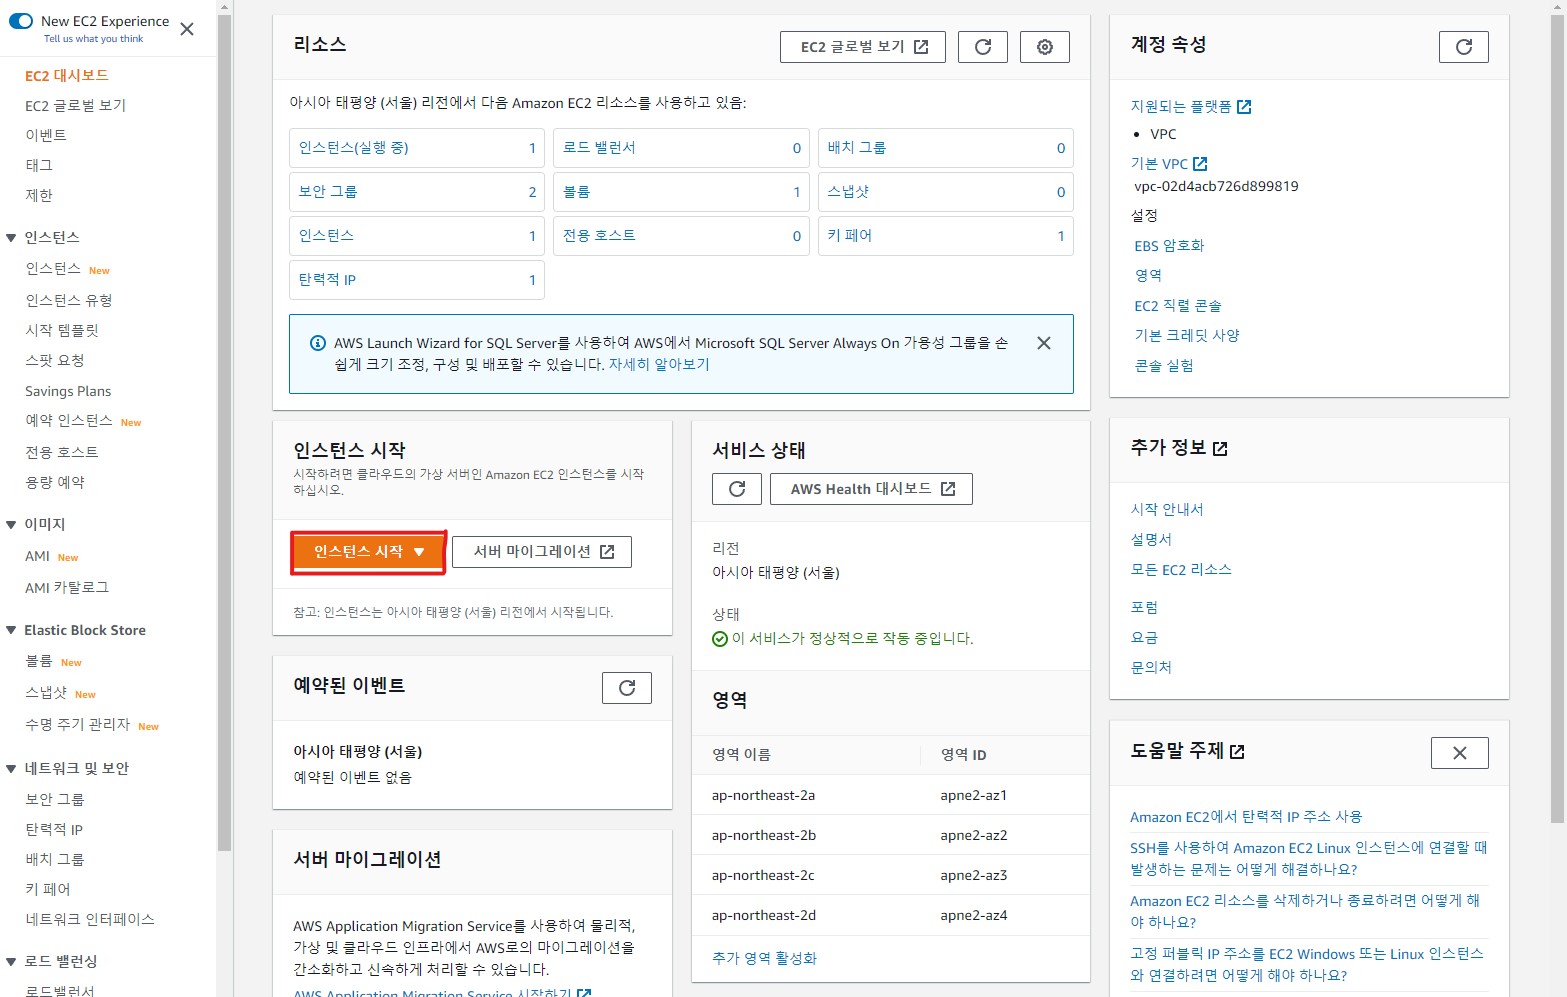 New EC2 Experience
Tell us what you think
EC2 대시보드
EC2 글로벌 보기
이벤트
태그
제한
인스턴스
인스턴스 New
인스턴스 유형
시작 템플릿
스팟 요청
Savings Plans
예약 인스턴스 New
전용 호스트
용량 예약
이미지
AMI New
AMI 카탈로그
Elastic Block Store
볼륨 New
스냅샷 New
수명 주기 관리자 New
네트워크 및 보안
보안 그룹
탄력적 IP
배치 그룹
키 페어
네트워크 인터페이스
로드 밸런싱
로드밸런서
리소스
EC2 글로벌 보기
아시아 태평양 (서울) 리전에서 다음 Amazon EC2 리소스를 사용하고 있음:
인스턴스(실행 중) 1
로드 밸런서 0
배치 그룹 0
보안 그룹 2
볼륨 1
스냅샷 0
인스턴스 1
전용 호스트 0
키 페어 1
탄력적 IP 1
AWS Launch Wizard for SQL Server를 사용하여 AWS에서 Microsoft SQL Server Always On 가용성 그룹을 손
쉽게 크기 조정, 구성 및 배포할 수 있습니다. 자세히 알아보기
인스턴스 시작
시작하려면 클라우드의 가상 서버인 Amazon EC2 인스턴스를 시작
하십시오.
인스턴스 시작
서버 마이그레이션
참고: 인스턴스는 아시아 태평양 (서울) 리전에서 시작됩니다.
예약된 이벤트
아시아 태평양 (서울)
예약된 이벤트 없음
서버 마이그레이션
AWS Application Migration Service를 사용하여 물리적,
가상 및 클라우드 인프라에서 AWS로의 마이그레이션을
간소화하고 신속하게 처리할 수 있습니다.
AWS Application Migration Service 시작하기
서비스 상태
AWS Health 대시보드
리전
아시아 태평양 (서울)
상태
이 서비스가 정상적으로 작동 중입니다.
영역
영역 이름 영역 ID
ap-northeast-2a apne2-az1
ap-northeast-2b apne2-az2
ap-northeast-2c apne2-az3
ap-northeast-2d apne2-az4
추가 영역 활성화
계정 속성
지원되는 플랫폼
• VPC
기본 VPC
vpc-02d4acb726d899819
설정
EBS 암호화
영역
EC2 직렬 콘솔
기본 크레딧 사양
콘솔 실험
추가 정보
시작 안내서
설명서
모든 EC2 리소스
포럼
요금
문의처
도움말 주제
Amazon EC2에서 탄력적 IP 주소 사용
SSH를 사용하여 Amazon EC2 Linux 인스턴스에 연결할 때
발생하는 문제는 어떻게 해결하나요?
Amazon EC2 리소스를 삭제하거나 종료하려면 어떻게 해
야 하나요?
고정 퍼블릭 IP 주소를 EC2 Windows 또는 Linux 인스턴스
와 연결하려면 어떻게 해야 하나요?